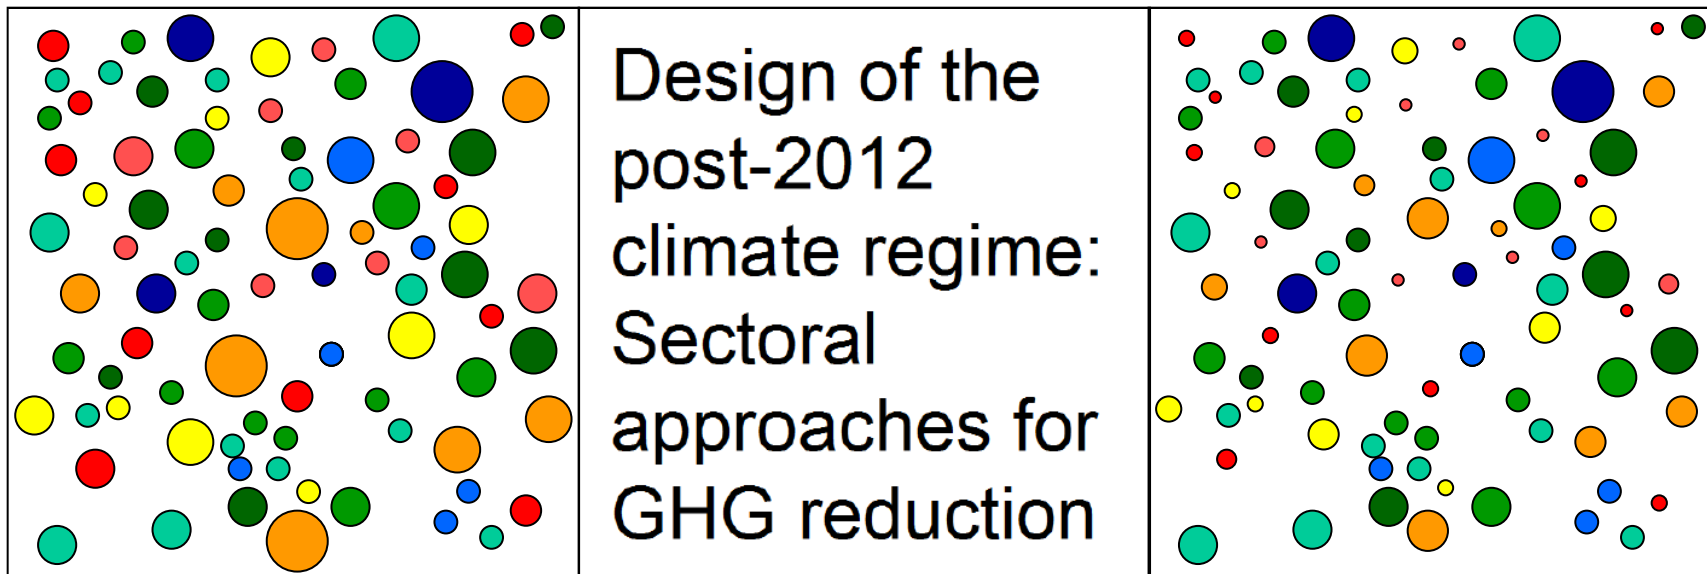 Design of the
post-2012
climate regime:
Sectoral
approaches for
GHG reduction